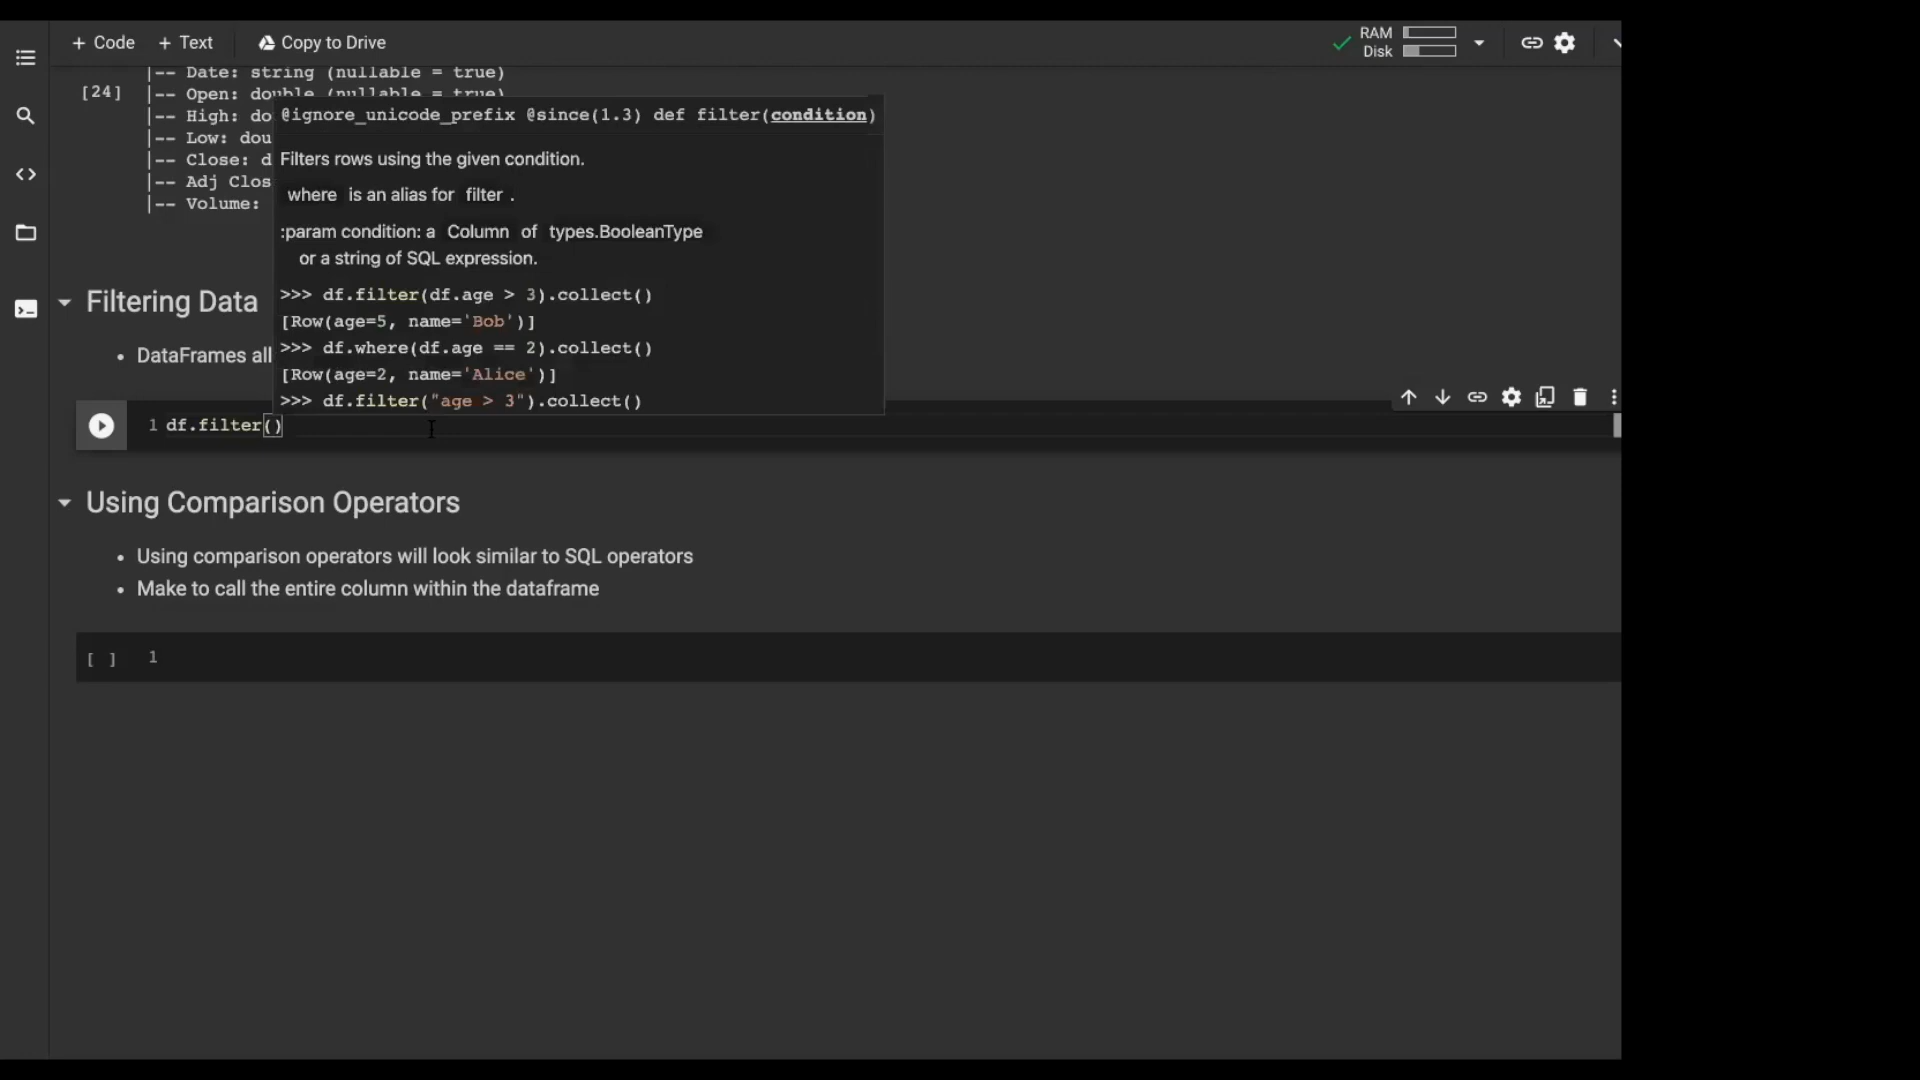 + Code + Text Copy to Drive RAM
Disk
|-- Date: string (nullable = true)
[24] |-- Open: double (nullable = true)
|-- High: do
|-- Low: dou
|-- Close: d
|-- Adj Clos
|-- Volume:
@ignore_unicode_prefix @since(1.3) def filter(condition)
Filters rows using the given condition.
where is an alias for filter .
:param condition: a Column of types.BooleanType
or a string of SQL expression.
>>> df.filter(df.age > 3).collect()
[Row(age=5, name='Bob')]
>>> df.where(df.age == 2).collect()
[Row(age=2, name='Alice')]
>>> df.filter("age > 3").collect()
Filtering Data
• DataFrames all
1 df.filter()
Using Comparison Operators
• Using comparison operators will look similar to SQL operators
• Make to call the entire column within the dataframe
[ ] 1